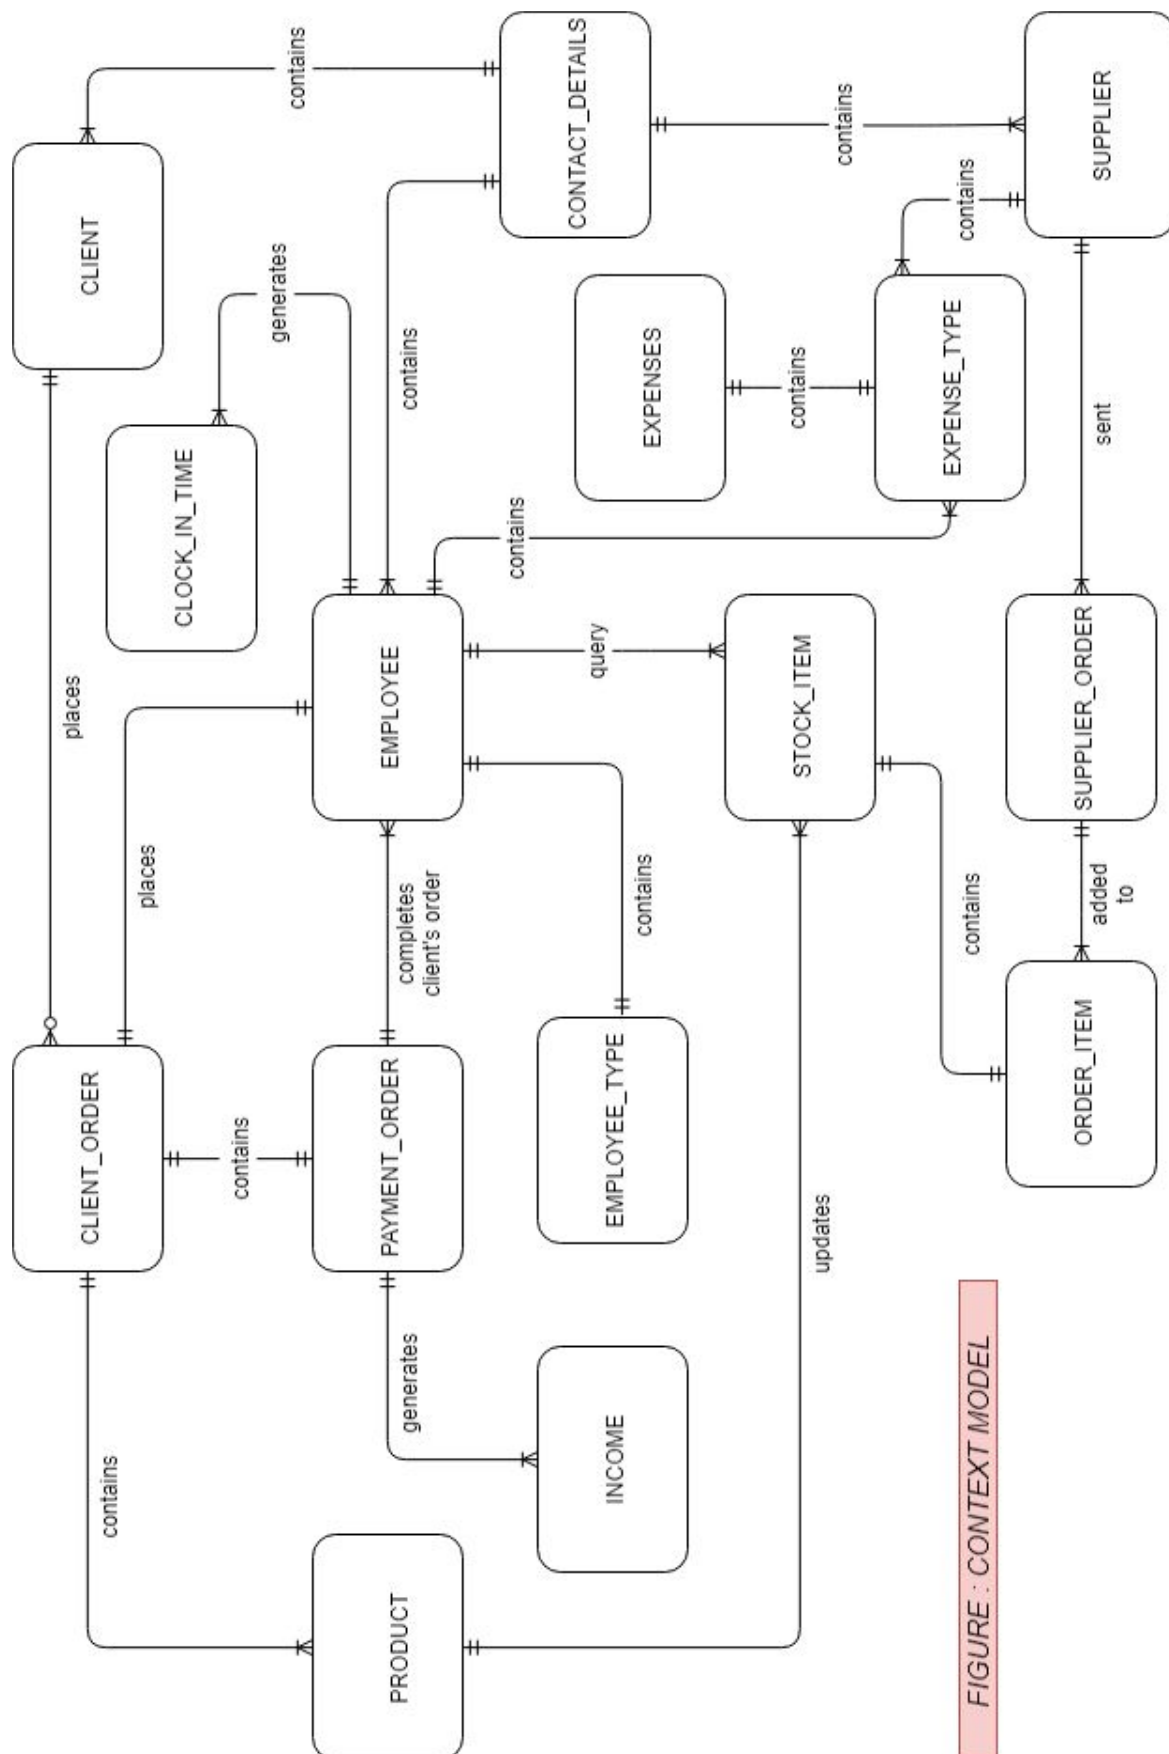 CLIENT
contains
CONTACT_DETAILS
contains
SUPPLIER
generates
contains
contains
EXPENSES
contains
EXPENSE_TYPE
sent
CLOCK_IN_TIME
contains
places
places
EMPLOYEE
query
STOCK_ITEM
SUPPLIER_ORDER
completes
client's order
contains
contains
added
to
CLIENT_ORDER
contains
PAYMENT_ORDER
EMPLOYEE_TYPE
ORDER_ITEM
updates
contains
generates
INCOME
PRODUCT
FIGURE : CONTEXT MODEL